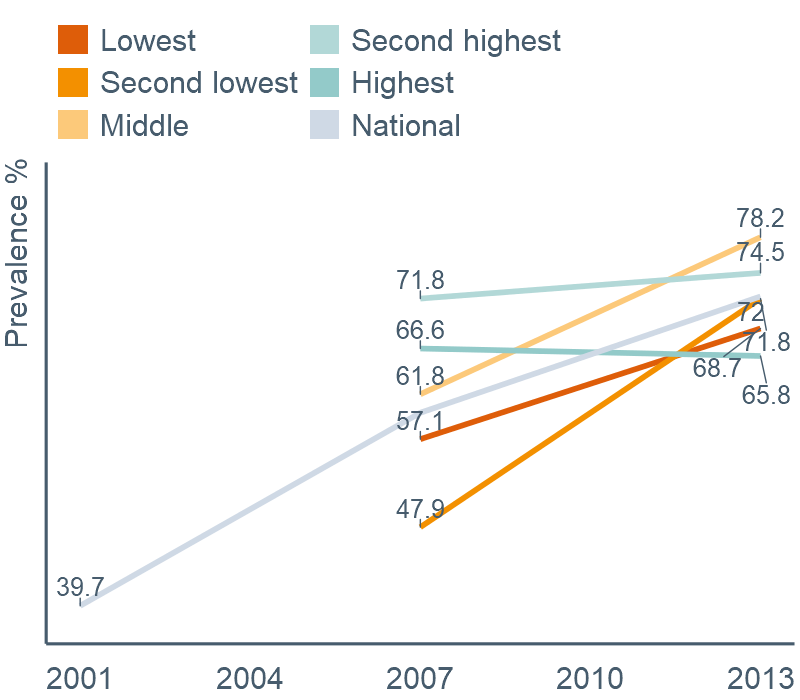 Lowest
Second highest
Second lowest
Highest
Middle
National
Prevalence %
78.2
74.5
71.8
66.6
72
71.8
68.7
61.8
65.8
57.1
47.9
39.7
2001 2004 2007 2010 2013